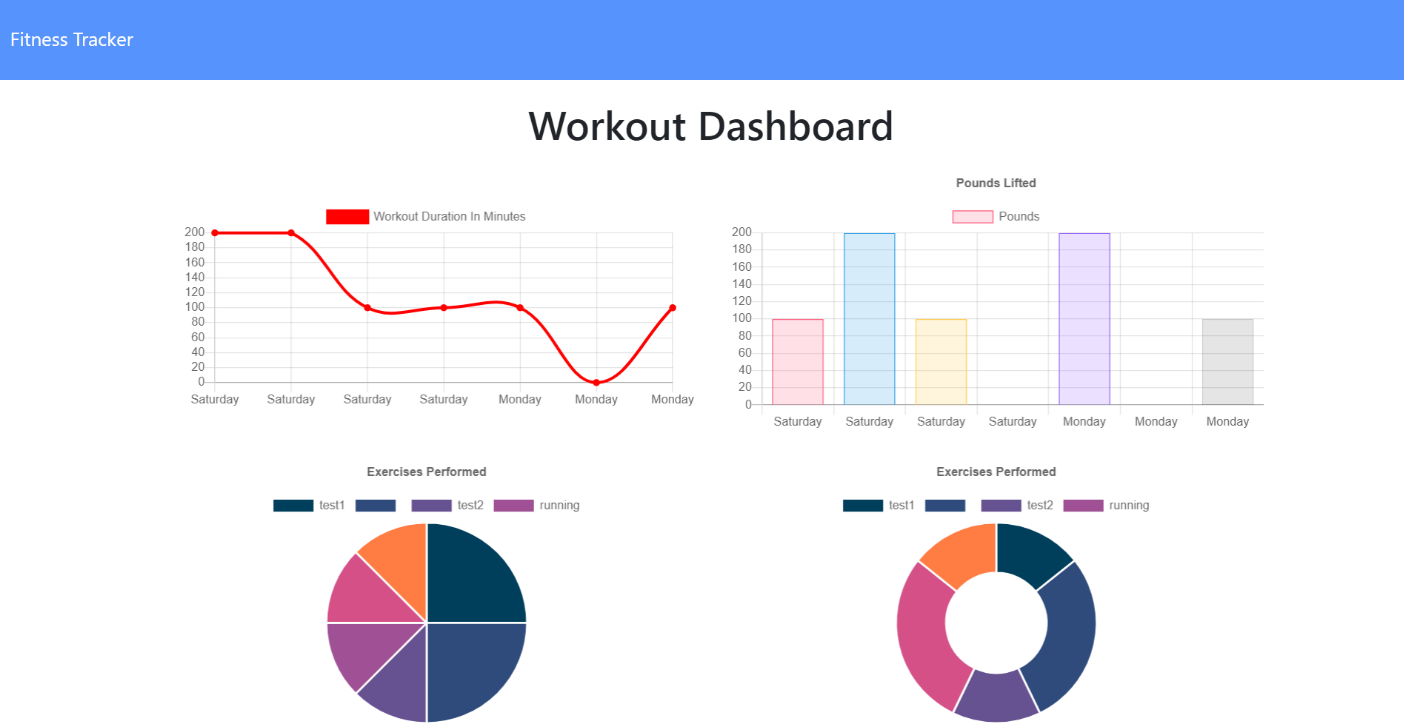 Fitness Tracker
Workout Dashboard
Workout Duration In Minutes
200
180
160
140
120
100
80
60
40
20
0
Saturday Saturday Saturday Saturday Monday Monday Monday
Pounds Lifted
Pounds
200
180
160
140
120
100
80
60
40
20
0
Saturday Saturday Saturday Saturday Monday Monday Monday
Exercises Performed
test1 test2 running
Exercises Performed
test1 test2 running